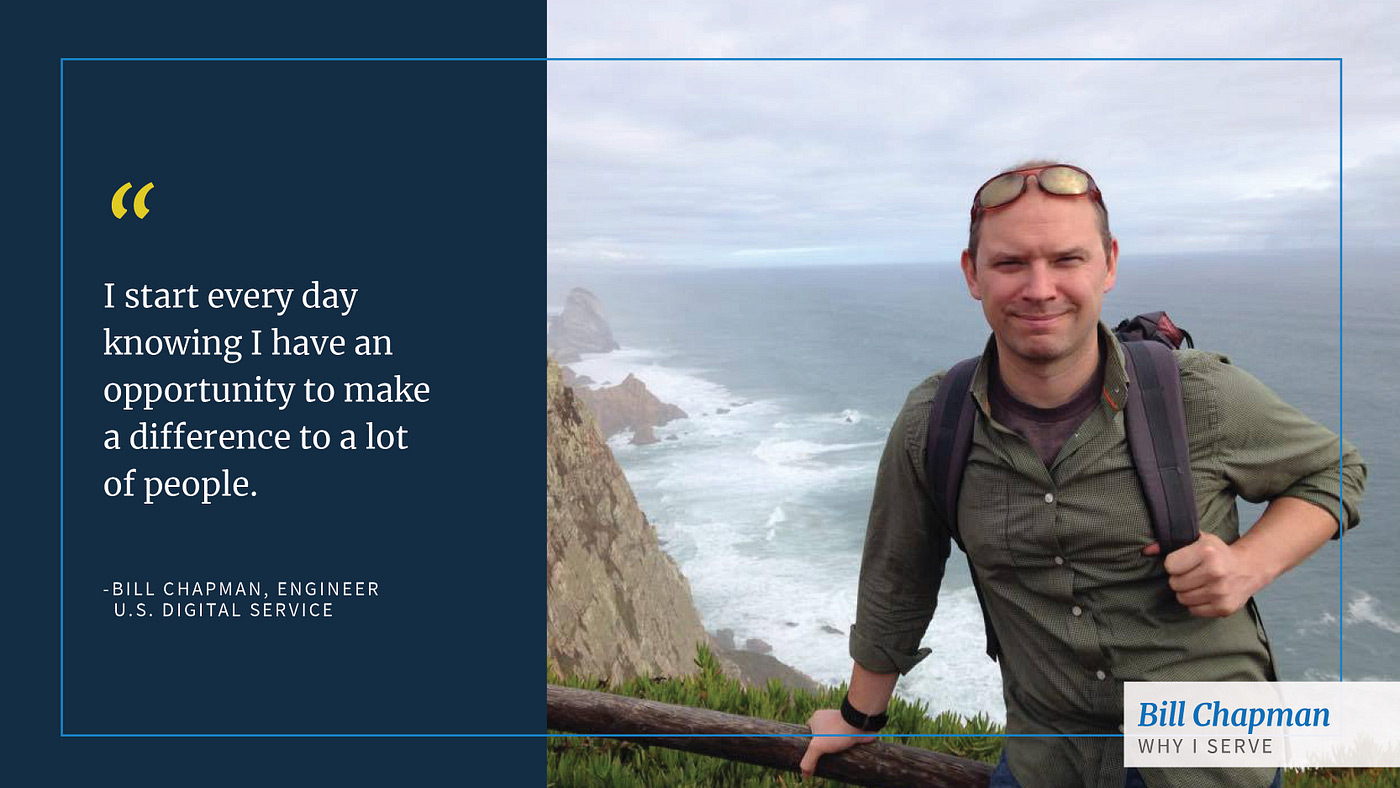 “
I start every day
knowing I have an
opportunity to make
a difference to a lot
of people.
-BILL CHAPMAN, ENGINEER
U.S. DIGITAL SERVICE
Bill Chapman
WHY I SERVE